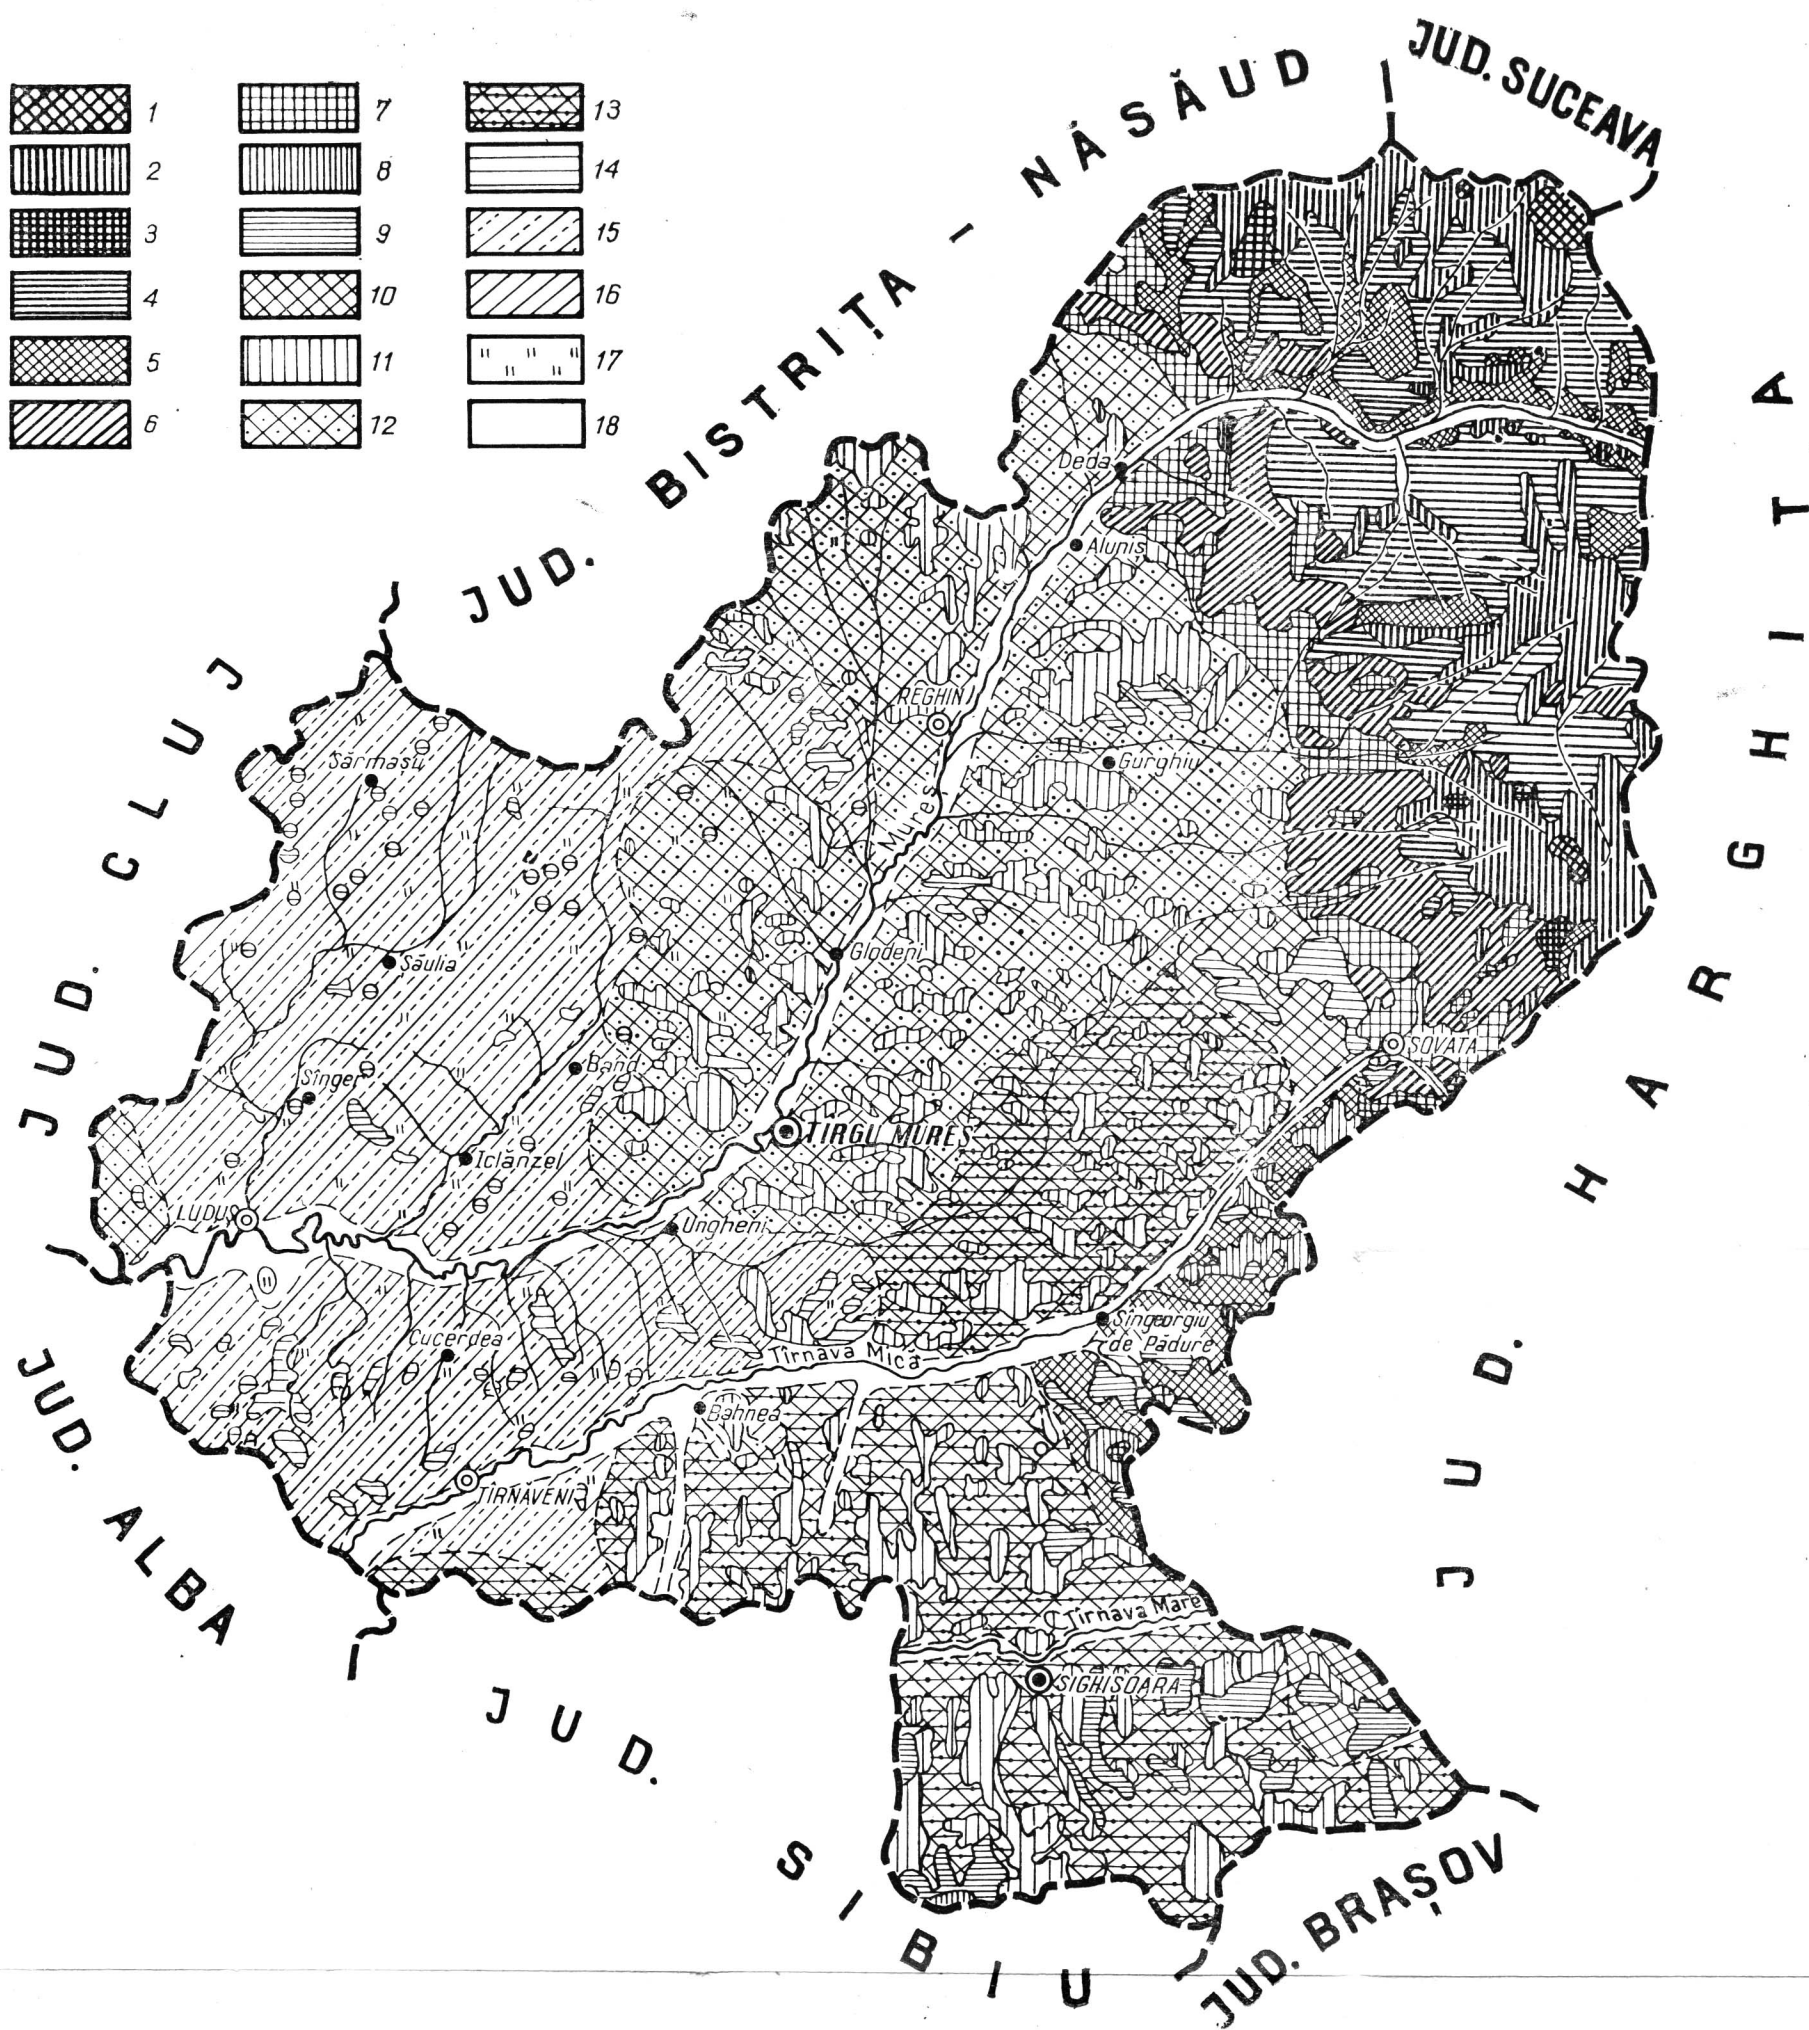 1
2
3
4
5
6
7
8
9
10
11
12
13
14
15
16
17
18
JUD. SUCEAVA
JUD. BISTRIȚA - NĂSĂUD
JUD. CLUJ
JUD. HARGHITA
JUD. ALBA
JUD. SIBIU
JUD. BRAȘOV
Deda
Aluniș
REGHIN
Sărmașu
Gurghiu
Mureș
Glodeni
Săulia
SOVATA
Band
Sînger
TÎRGU MUREȘ
Iclănzel
LUDUȘ
Ungheni
Sîngeorgiu
de Pădure
Cucerdea
Tîrnava Mică
Bahnea
TÎRNĂVENI
Tîrnava Mare
SIGHIȘOARA